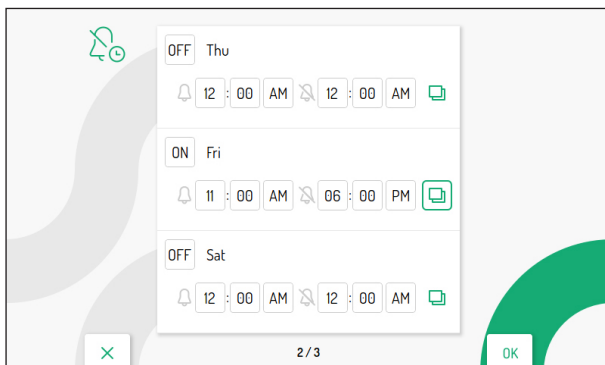 OFF Thu
12 : 00 AM 12 : 00 AM
ON Fri
11 : 00 AM 06 : 00 PM
OFF Sat
12 : 00 AM 12 : 00 AM
2/3
OK